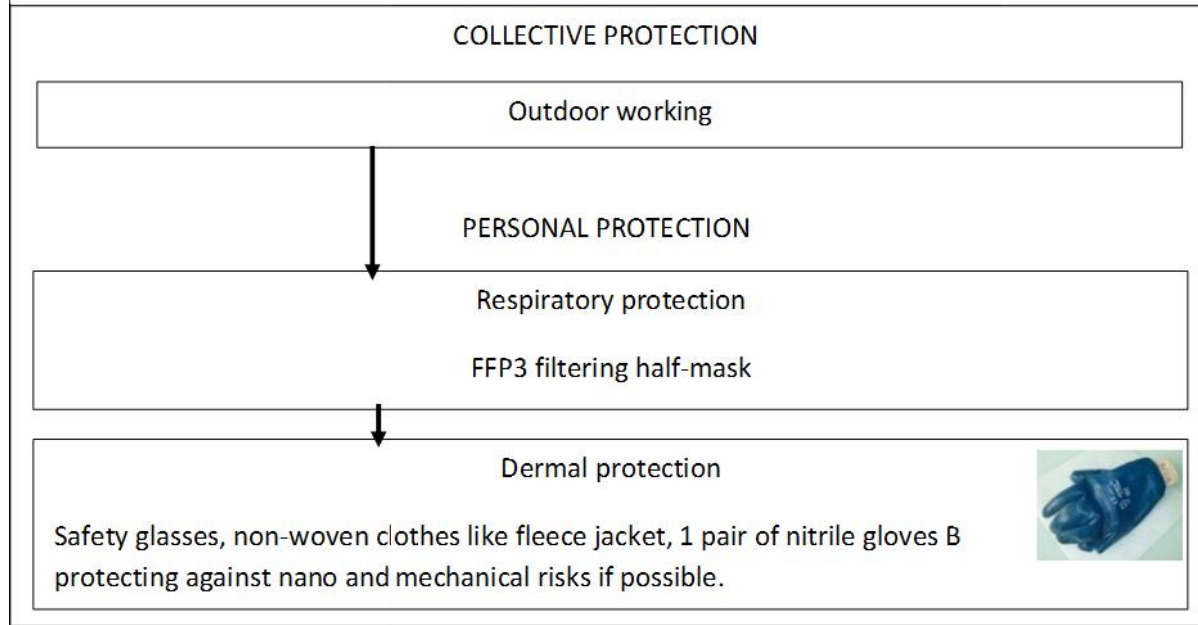 COLLECTIVE PROTECTION
Outdoor working
PERSONAL PROTECTION
Respiratory protection
FFP3 filtering half-mask
Dermal protection
Safety glasses, non-woven clothes like fleece jacket, 1 pair of nitrile gloves B
protecting against nano and mechanical risks if possible.